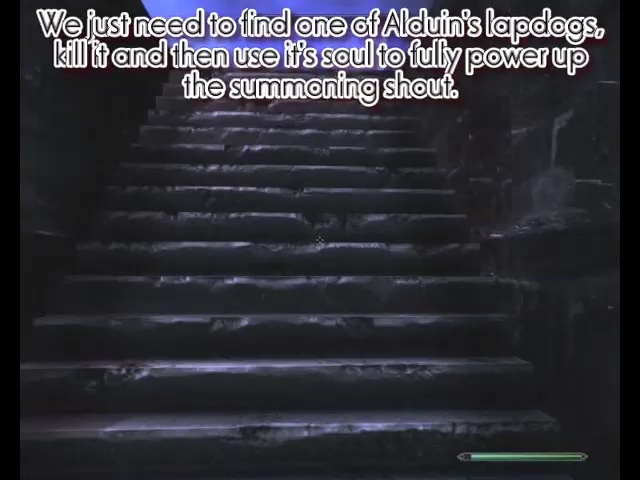 We just need to find one of Alduin's lapdogs,
kill it and then use it's soul to fully power up
the summoning shout.